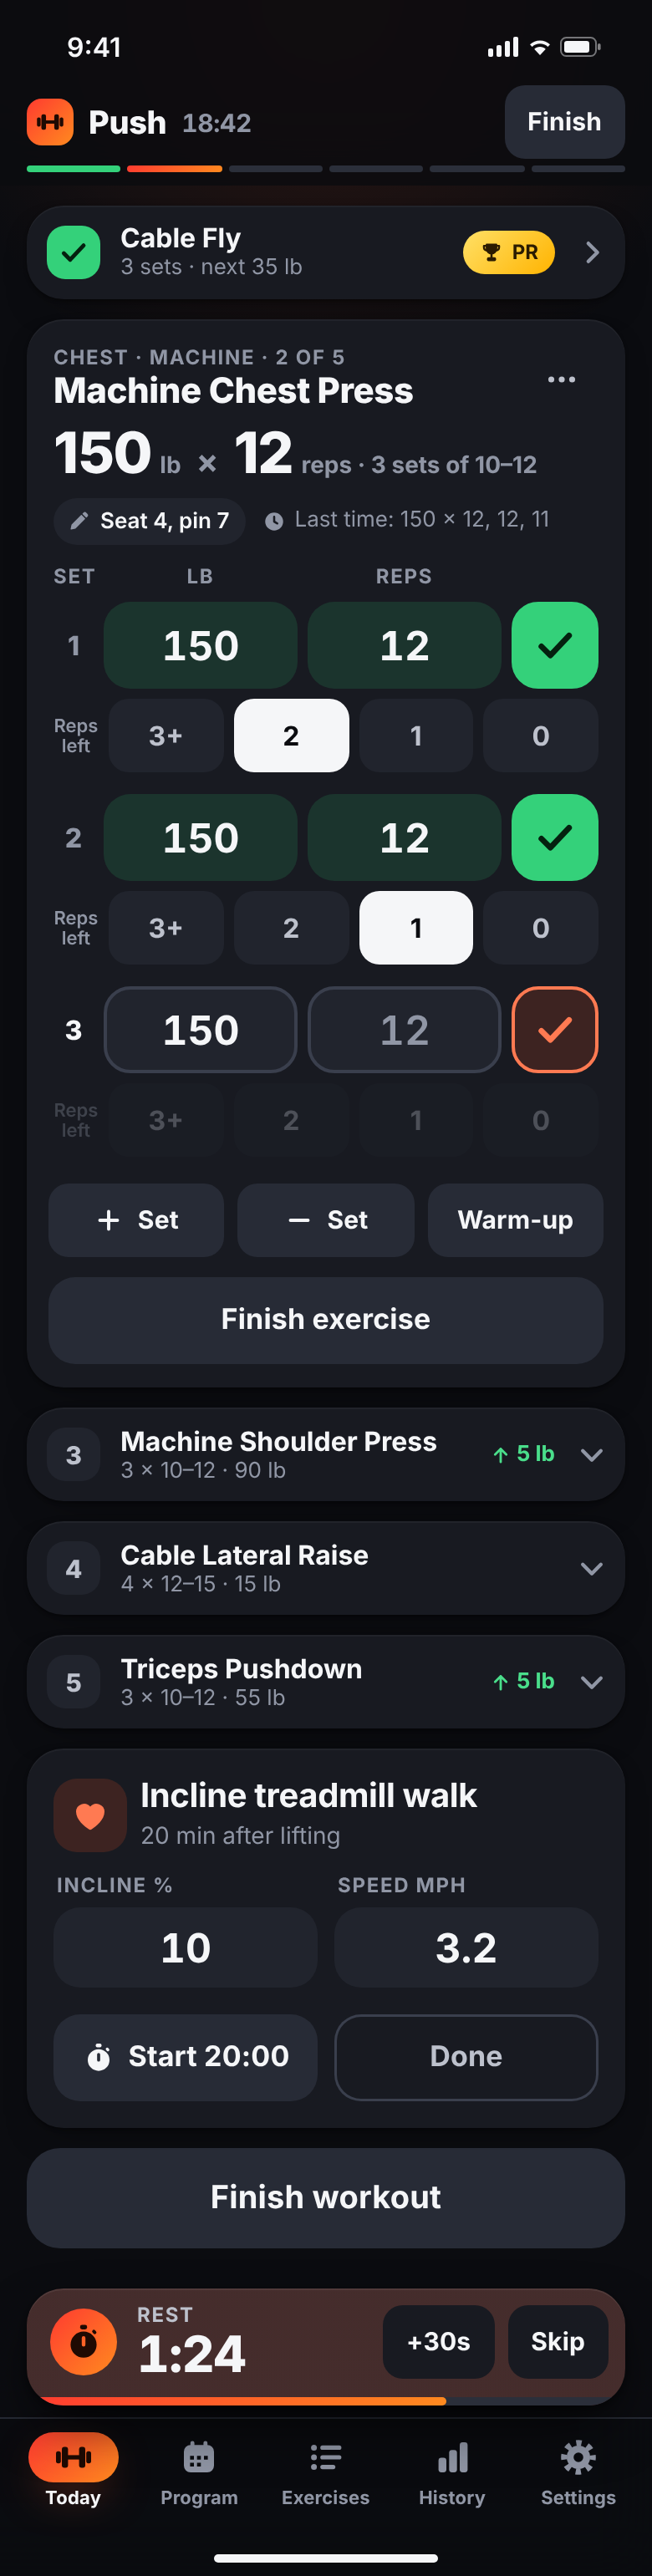 9:41
Push 18:42
Finish
Cable Fly
3 sets · next 35 lb
PR
CHEST · MACHINE · 2 OF 5
Machine Chest Press
150 lb × 12 reps · 3 sets of 10–12
Seat 4, pin 7
Last time: 150 × 12, 12, 11
SET LB REPS
1 150 12
Reps left 3+ 2 1 0
2 150 12
Reps left 3+ 2 1 0
3 150 12
Reps left 3+ 2 1 0
+ Set − Set Warm-up
Finish exercise
3 Machine Shoulder Press
3 × 10–12 · 90 lb
↑ 5 lb
4 Cable Lateral Raise
4 × 12–15 · 15 lb
5 Triceps Pushdown
3 × 10–12 · 55 lb
↑ 5 lb
Incline treadmill walk
20 min after lifting
INCLINE % SPEED MPH
10 3.2
Start 20:00 Done
Finish workout
REST
1:24
+30s Skip
Today Program Exercises History Settings